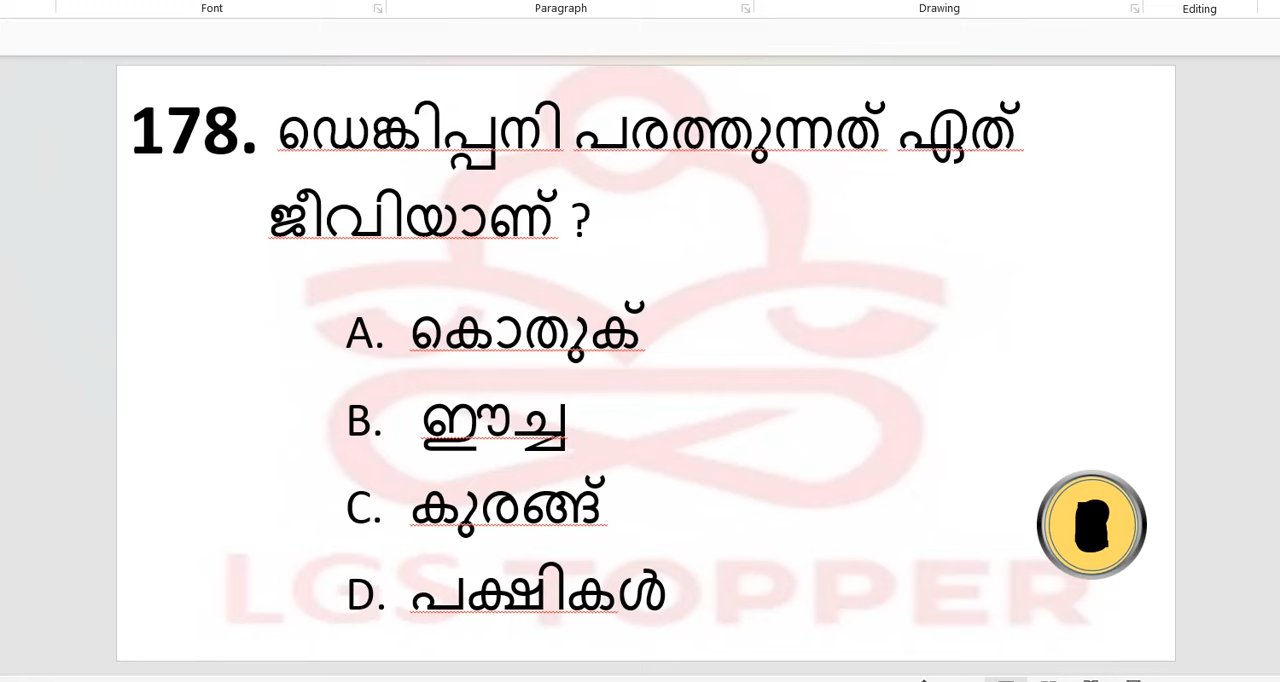 Font Paragraph Drawing Editing
178. ഡെങ്കിപ്പനി പരത്തുന്നത് ഏത്
ജീവിയാണ് ?
A. കൊതുക്
B. ഈച്ച
C. കുരങ്ങ്
D. പക്ഷികൾ
LGS TOPPER